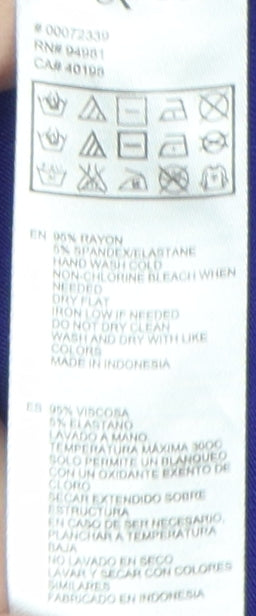 # 00072339
RN# 94981
CA# 40198
EN 95% RAYON
5% SPANDEX/ELASTANE
HAND WASH COLD
NON-CHLORINE BLEACH WHEN
NEEDED
DRY FLAT
IRON LOW IF NEEDED
DO NOT DRY CLEAN
WASH AND DRY WITH LIKE
COLORS
MADE IN INDONESIA
ES 95% VISCOSA
5% ELASTANO
LAVADO A MANO
TEMPERATURA MÁXIMA 30OC
SOLO PERMITE UN BLANQUEO
CON UN OXIDANTE EXENTO DE
CLORO
SECAR EXTENDIDO SOBRE
ESTRUCTURA
EN CASO DE SER NECESARIO,
PLANCHAR A TEMPERATURA
BAJA
NO LAVADO EN SECO
LAVAR Y SECAR CON COLORES
SIMILARES
FABRICADO EN INDONESIA